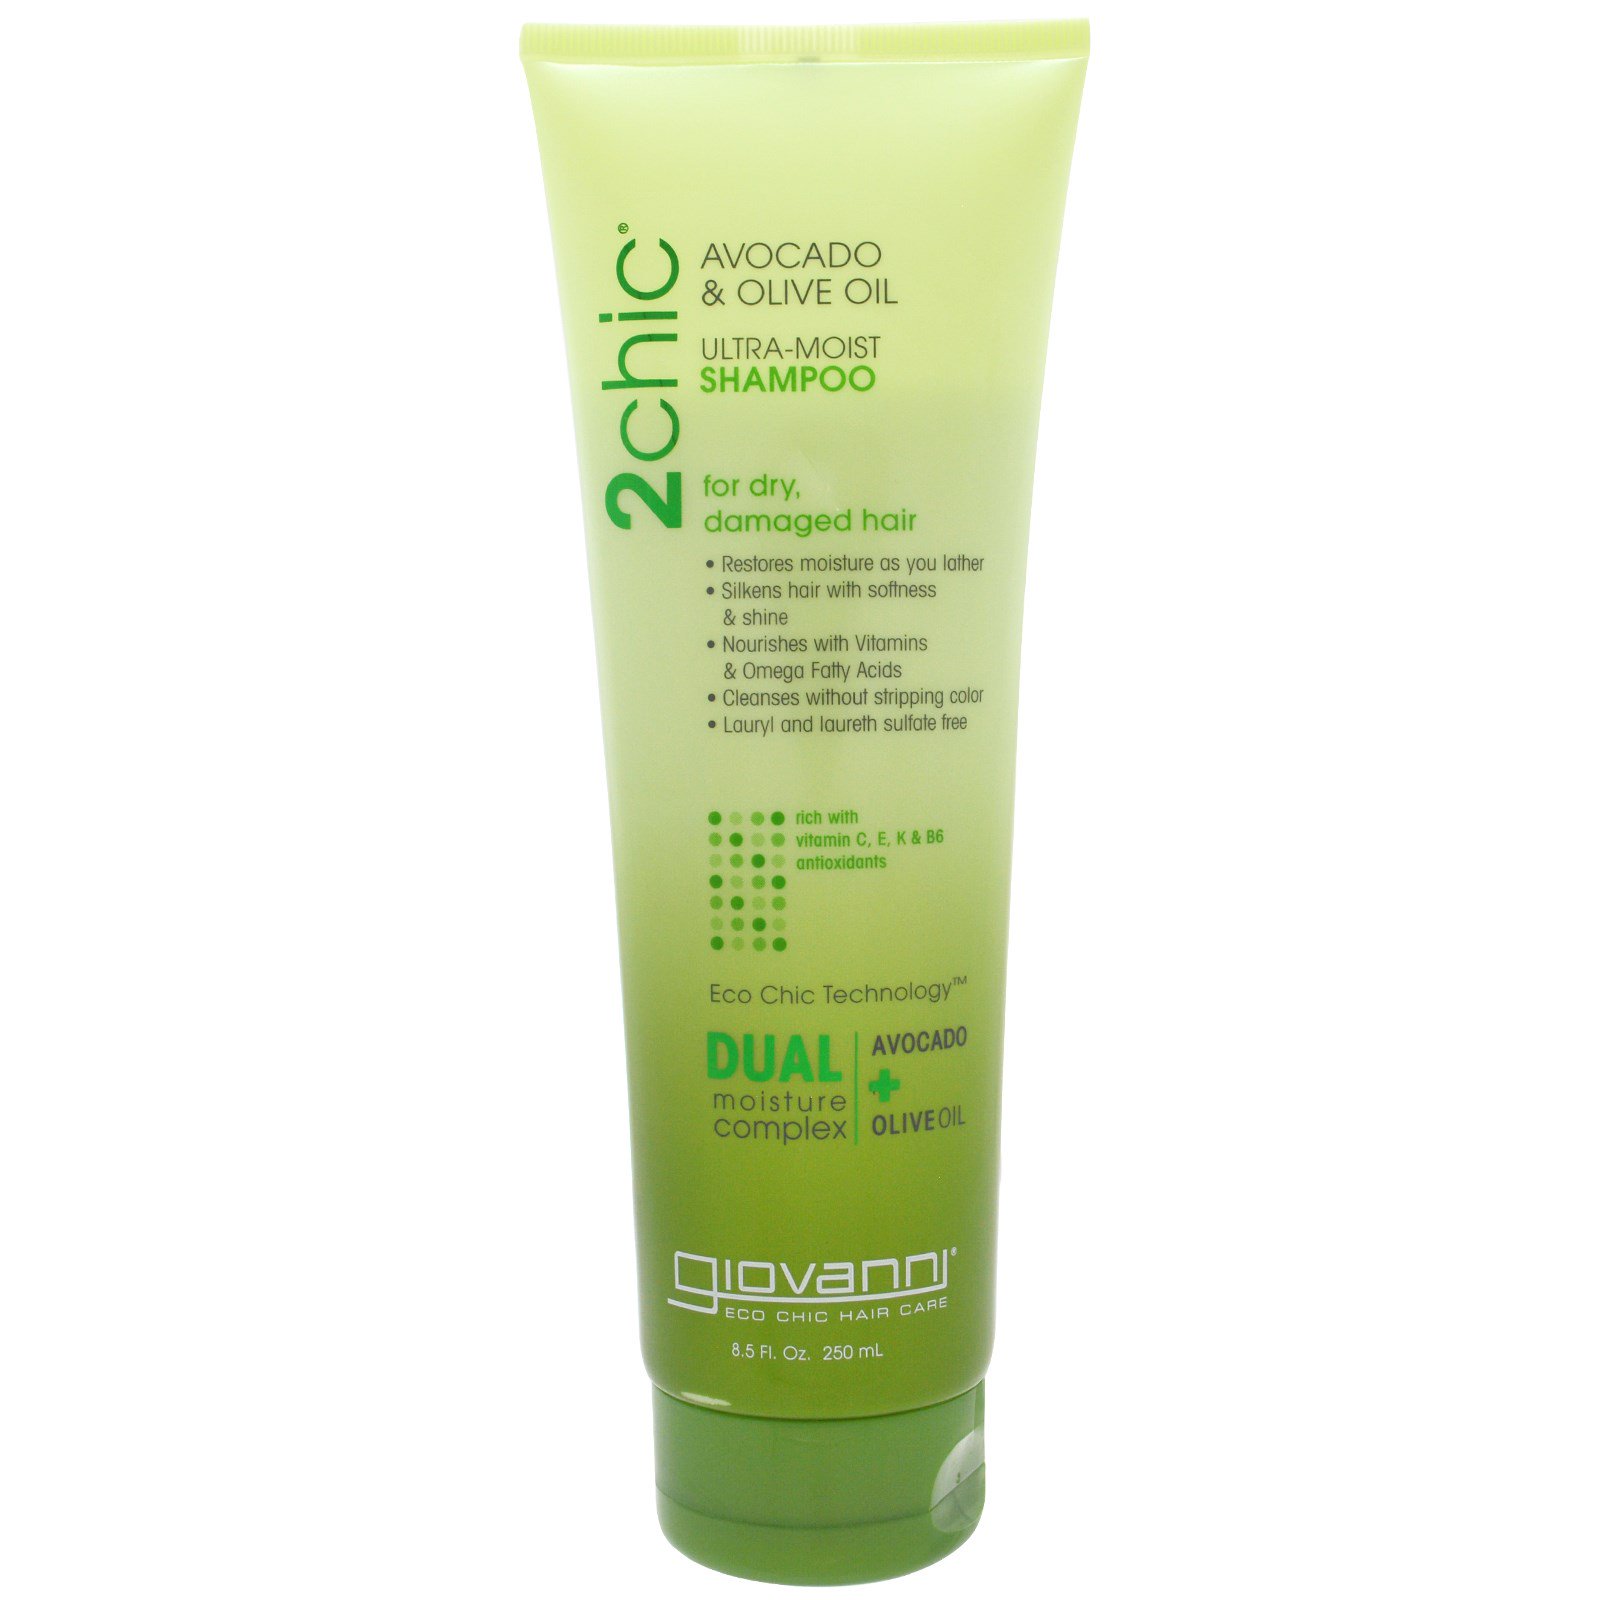 2chic®
AVOCADO
& OLIVE OIL
ULTRA-MOIST
SHAMPOO
for dry,
damaged hair
• Restores moisture as you lather
• Silkens hair with softness
& shine
• Nourishes with Vitamins
& Omega Fatty Acids
• Cleanses without stripping color
• Lauryl and laureth sulfate free
rich with
vitamin C, E, K & B6
antioxidants
Eco Chic Technology™
DUAL
moisture
complex
AVOCADO
+
OLIVE OIL
giovanni®
ECO CHIC HAIR CARE
8.5 Fl. Oz. 250 mL